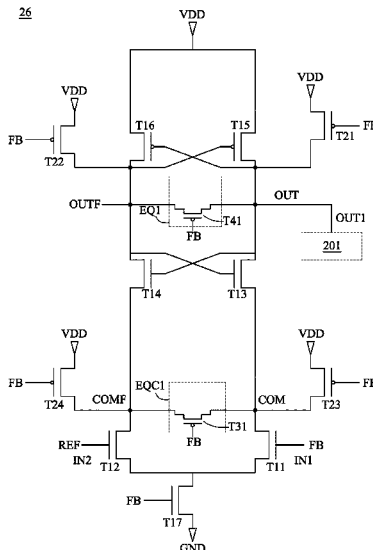 26
VDD
VDD
VDD
T16
T15
FB
T22
T21
F
OUTF
EQ1
T41
FB
OUT
OUT1
201
T14
T13
VDD
VDD
FB
T24
COMF
EQC1
T31
FB
COM
T23
FB
REF
IN2
T12
T11
FB
IN1
FB
T17
GND